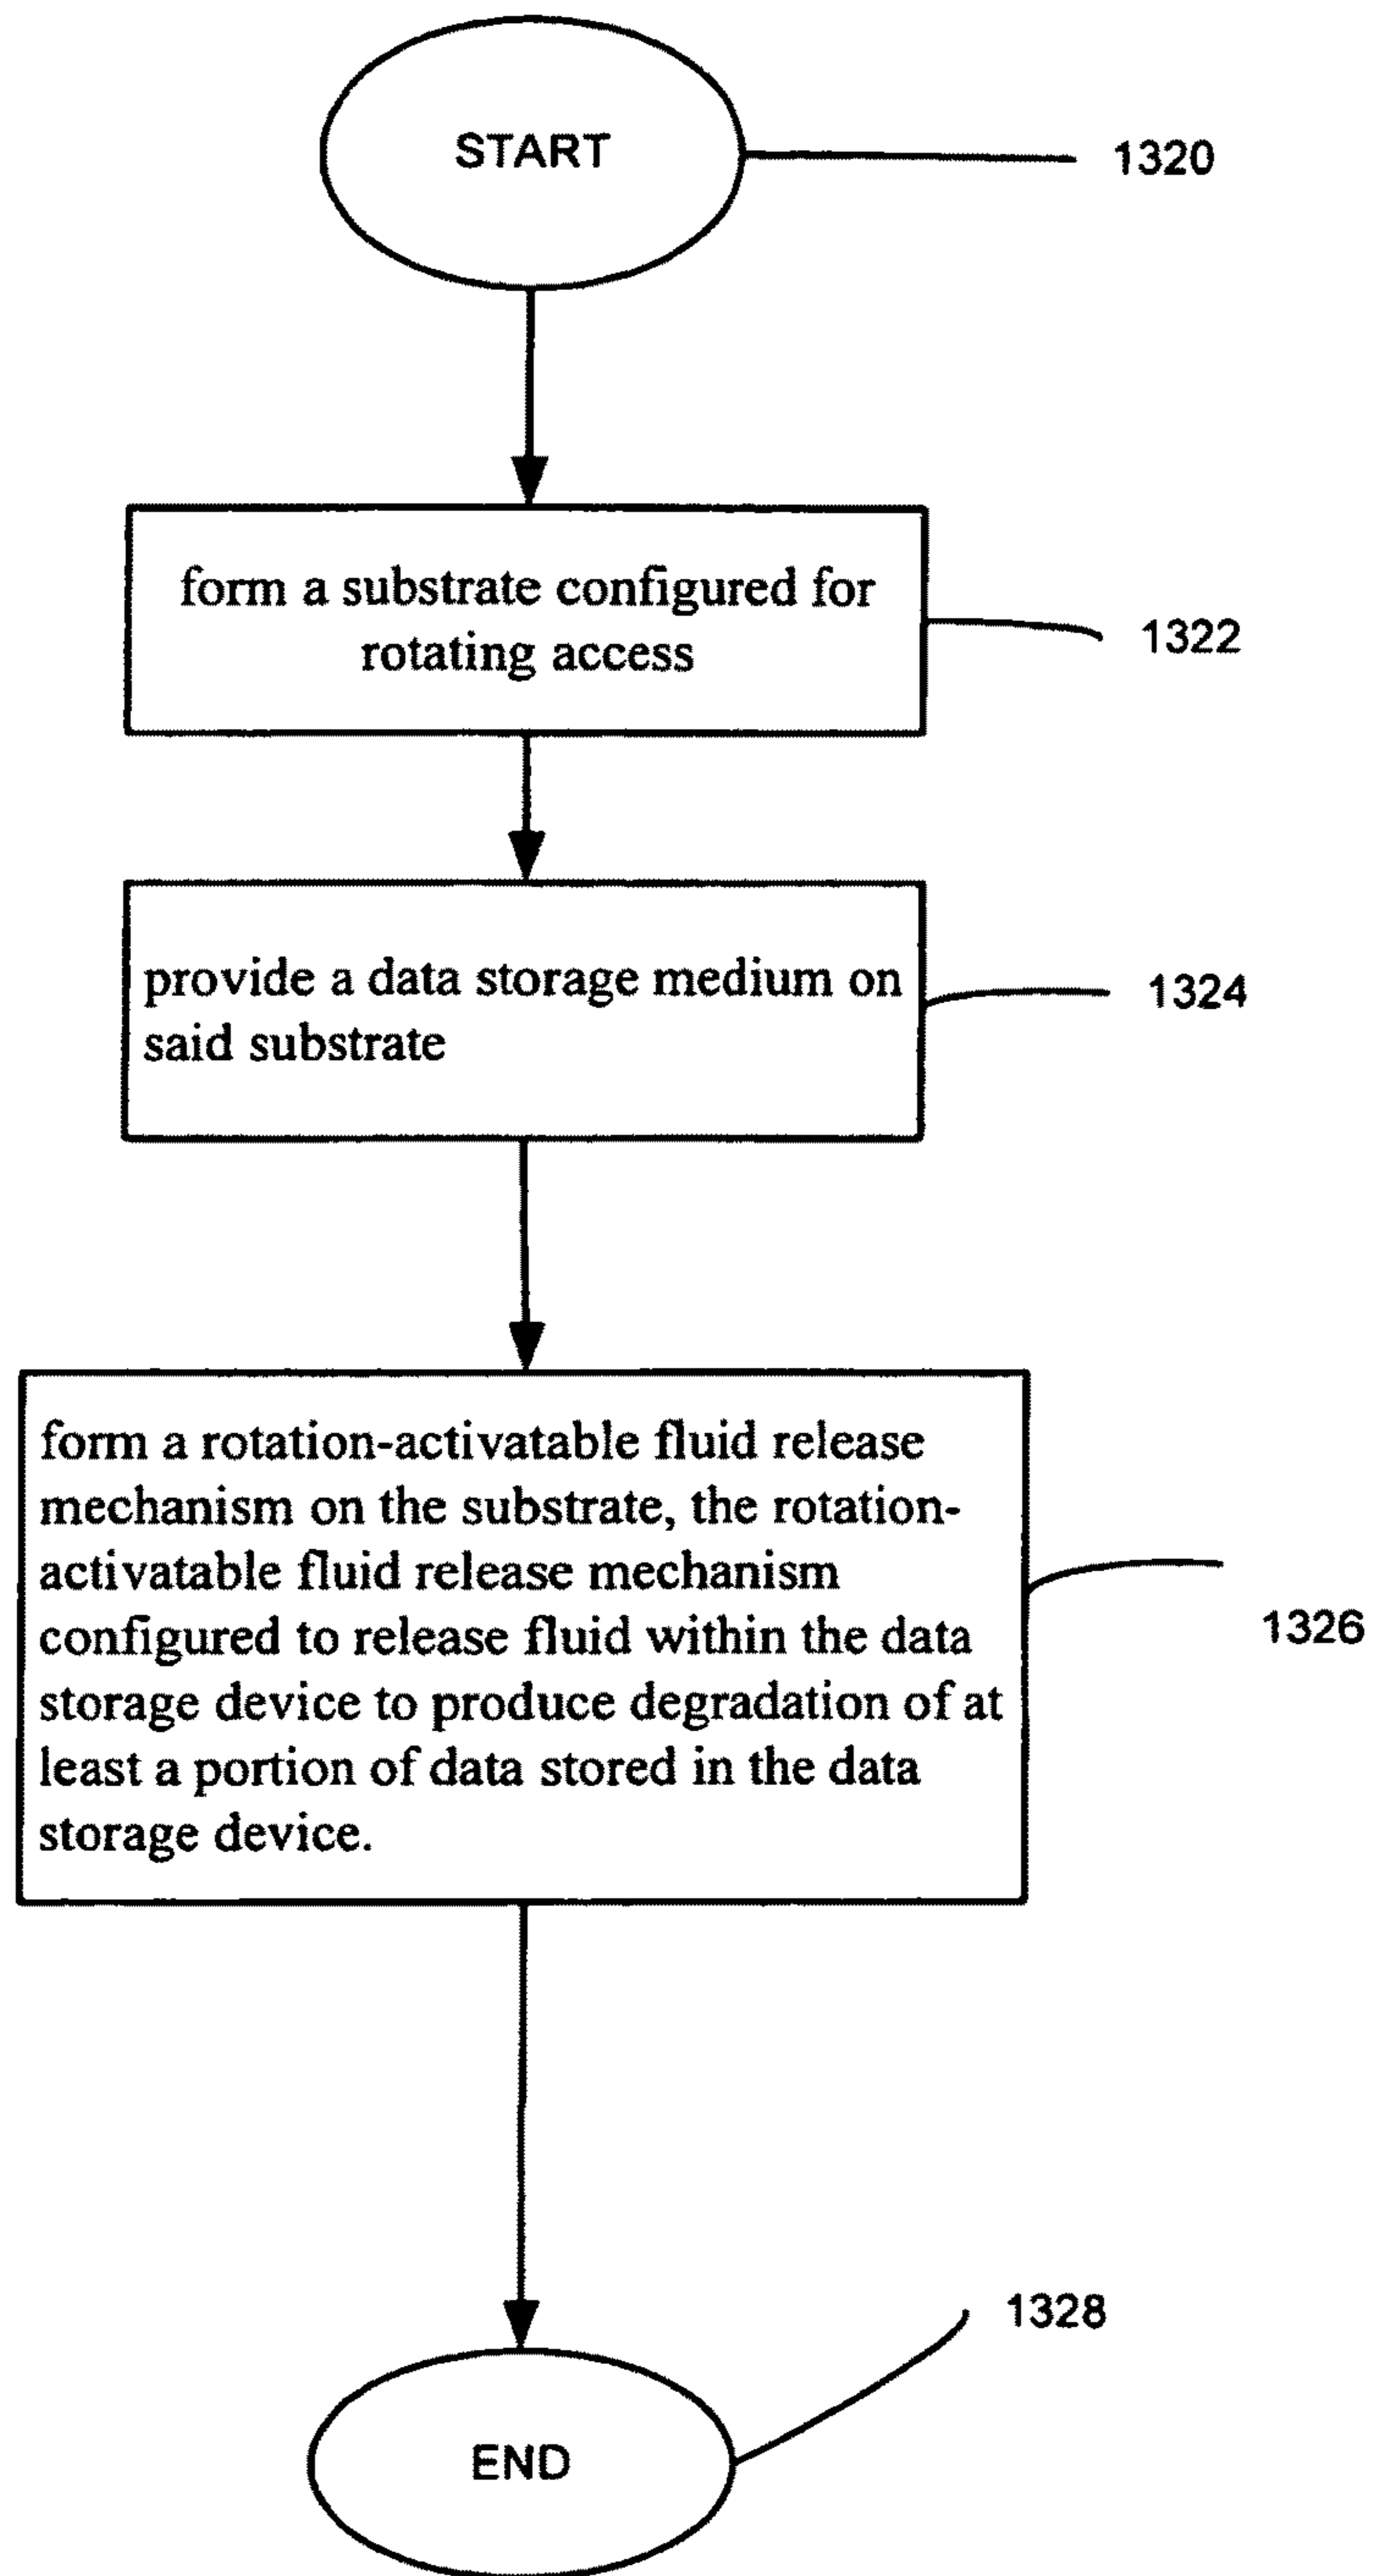 START
1320
form a substrate configured for
rotating access
1322
provide a data storage medium on
said substrate
1324
form a rotation-activatable fluid release
mechanism on the substrate, the rotation-
activatable fluid release mechanism
configured to release fluid within the data
storage device to produce degradation of at
least a portion of data stored in the data
storage device.
1326
1328
END